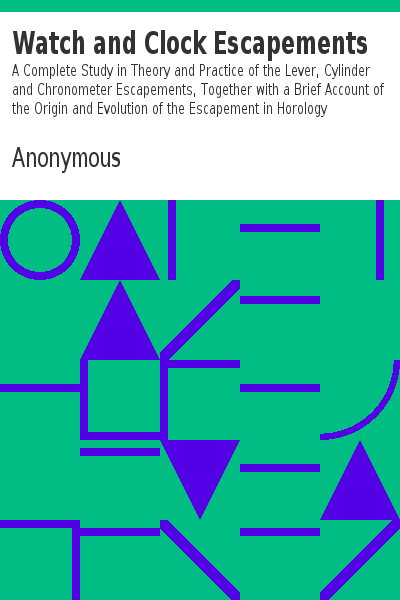 Watch and Clock Escapements
A Complete Study in Theory and Practice of the Lever, Cylinder
and Chronometer Escapements, Together with a Brief Account of
the Origin and Evolution of the Escapement in Horology
Anonymous